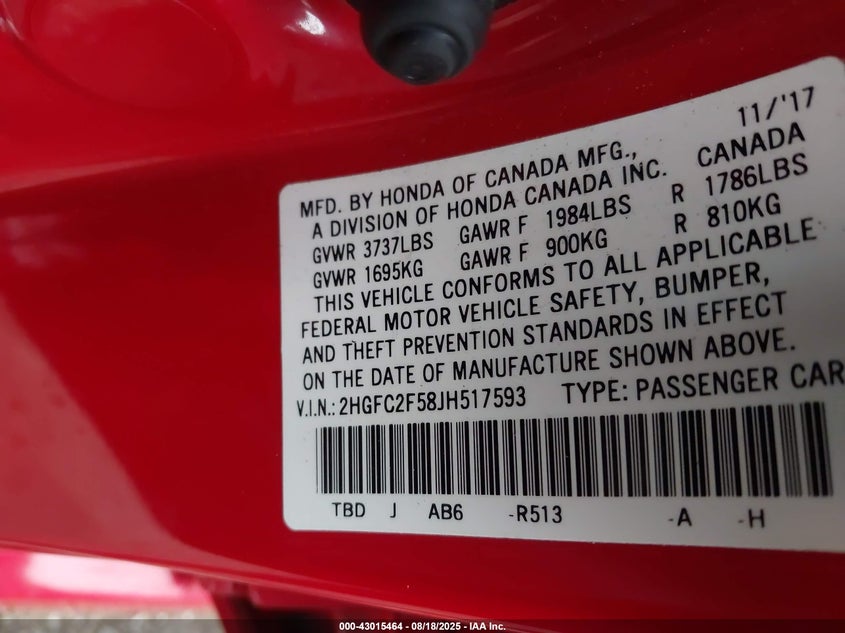 11/'17
MFD. BY HONDA OF CANADA MFG.,
A DIVISION OF HONDA CANADA INC. CANADA
GVWR 3737LBS GAWR F 1984LBS R 1786LBS
GVWR 1695KG GAWR F 900KG R 810KG
THIS VEHICLE CONFORMS TO ALL APPLICABLE
FEDERAL MOTOR VEHICLE SAFETY, BUMPER,
AND THEFT PREVENTION STANDARDS IN EFFECT
ON THE DATE OF MANUFACTURE SHOWN ABOVE.
V.I.N.: 2HGFC2F58JH517593 TYPE: PASSENGER CAR
TBD J AB6 -R513 -A -H
000-43015464 - 08/18/2025 - IAA Inc.